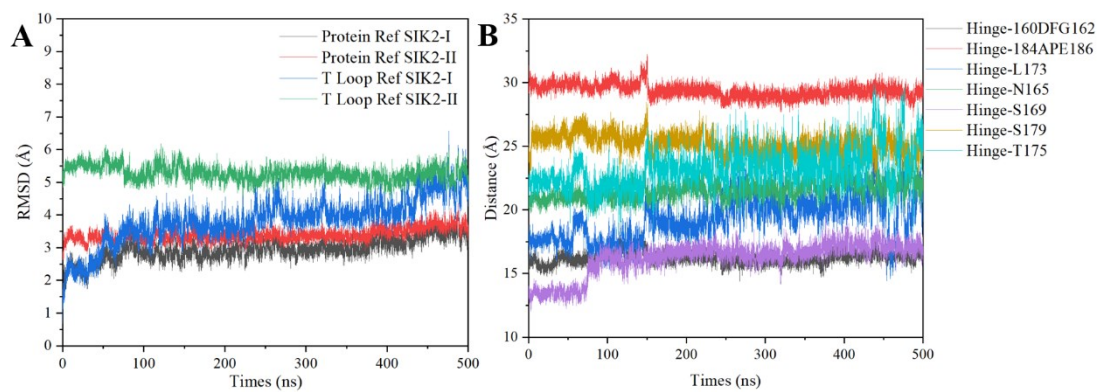 A
RMSD (Å)
10
9
8
7
6
5
4
3
2
1
0
Protein Ref SIK2-I
Protein Ref SIK2-II
T Loop Ref SIK2-I
T Loop Ref SIK2-II
0
100
200
300
400
500
Times (ns)
B
Distance (Å)
35
30
25
20
15
10
0
100
200
300
400
500
Times (ns)
Hinge-160DFG162
Hinge-184APE186
Hinge-L173
Hinge-N165
Hinge-S169
Hinge-S179
Hinge-T175